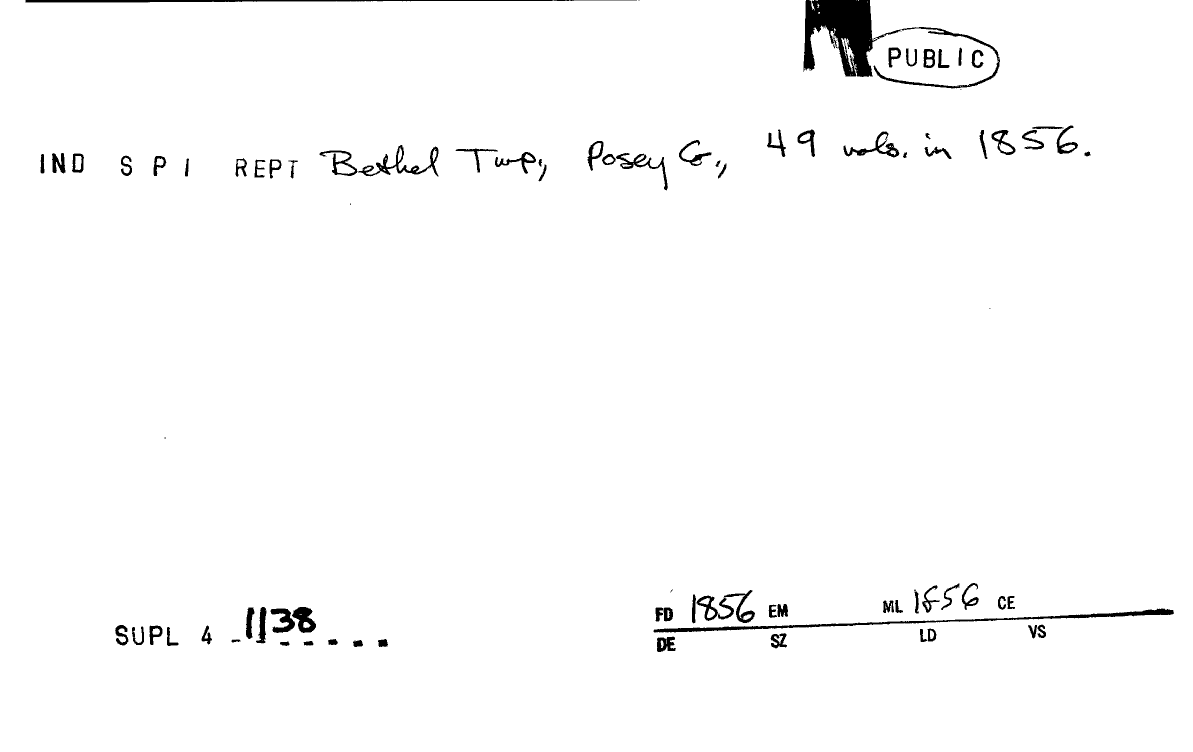 PUBLIC
IND S P I REPT Bethel Twp, Posey Co., 49 vols. in 1856.
SUPL 4 -1138
FD 1856 EM ML 1856 CE
DE SZ LD VS